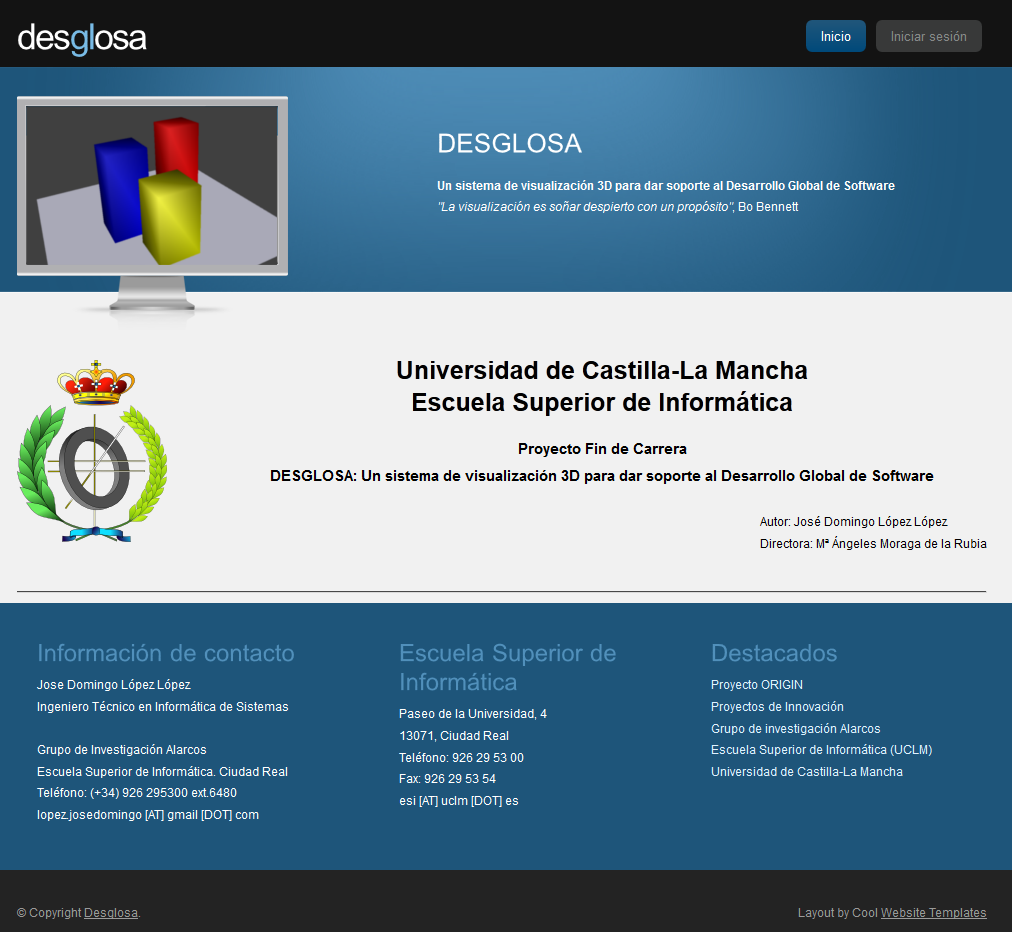 desglosa
Inicio
Iniciar sesión
DESGLOSA
Un sistema de visualización 3D para dar soporte al Desarrollo Global de Software
"La visualización es soñar despierto con un propósito", Bo Bennett
Universidad de Castilla-La Mancha
Escuela Superior de Informática
Proyecto Fin de Carrera
DESGLOSA: Un sistema de visualización 3D para dar soporte al Desarrollo Global de Software
Autor: José Domingo López López
Directora: Mª Ángeles Moraga de la Rubia
Información de contacto
Jose Domingo López López
Ingeniero Técnico en Informática de Sistemas
Grupo de Investigación Alarcos
Escuela Superior de Informática. Ciudad Real
Teléfono: (+34) 926 295300 ext.6480
lopez.josedomingo [AT] gmail [DOT] com
Escuela Superior de
Informática
Paseo de la Universidad, 4
13071, Ciudad Real
Teléfono: 926 29 53 00
Fax: 926 29 53 54
esi [AT] uclm [DOT] es
Destacados
Proyecto ORIGIN
Proyectos de Innovación
Grupo de investigación Alarcos
Escuela Superior de Informática (UCLM)
Universidad de Castilla-La Mancha
© Copyright Desglosa.
Layout by Cool Website Templates